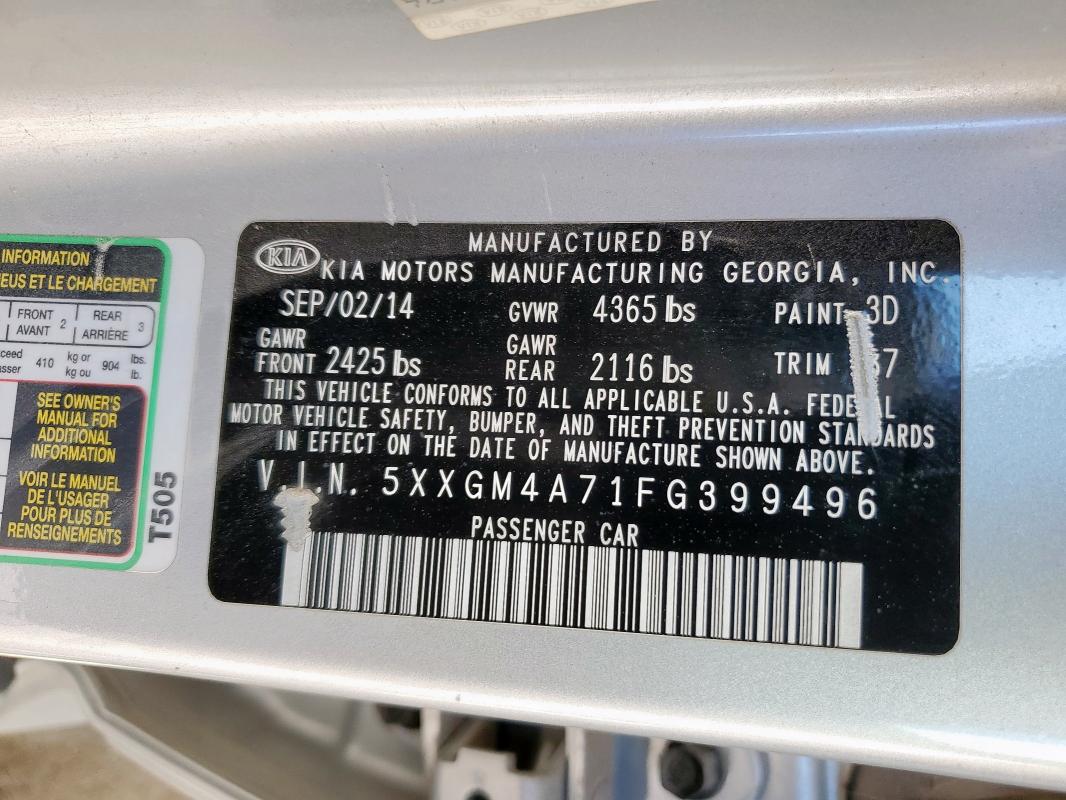 INFORMATION
NEUS ET LE CHARGEMENT
FRONT
AVANT 2
REAR
ARRIÈRE 3
410 kg or
kg ou 904 lbs.
lb.
SEE OWNER'S
MANUAL FOR
ADDITIONAL
INFORMATION
VOIR LE MANUEL
DE L'USAGER
POUR PLUS DE
RENSEIGNEMENTS
T505
KIA
MANUFACTURED BY
KIA MOTORS MANUFACTURING GEORGIA, INC.
SEP/02/14 GVWR 4365 lbs PAINT 3D
GAWR
FRONT 2425 lbs
GAWR
REAR 2116 lbs
TRIM
THIS VEHICLE CONFORMS TO ALL APPLICABLE U.S.A. FEDERAL
MOTOR VEHICLE SAFETY, BUMPER, AND THEFT PREVENTION STANDARDS
IN EFFECT ON THE DATE OF MANUFACTURE SHOWN ABOVE.
V.I.N. 5XXGM4A71FG399496
PASSENGER CAR